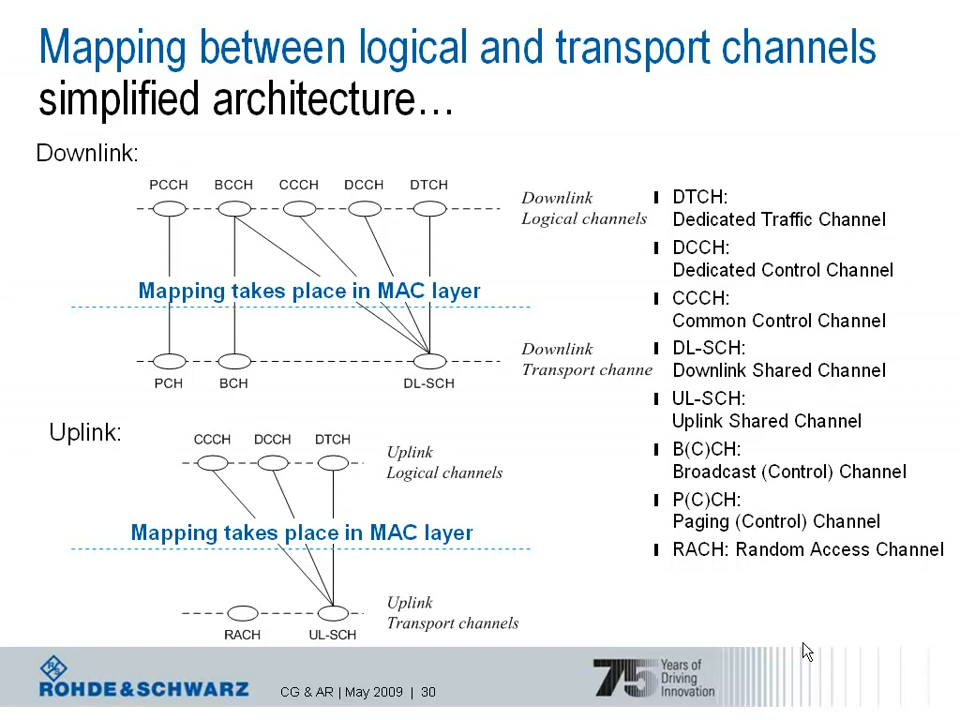 Mapping between logical and transport channels
simplified architecture…
Downlink:
PCCH BCCH CCCH DCCH DTCH
Downlink
Logical channels
Mapping takes place in MAC layer
Downlink
Transport channe
PCH BCH DL-SCH
Uplink:
CCCH DCCH DTCH
Uplink
Logical channels
Mapping takes place in MAC layer
Uplink
Transport channels
RACH UL-SCH
DTCH:
Dedicated Traffic Channel
DCCH:
Dedicated Control Channel
CCCH:
Common Control Channel
DL-SCH:
Downlink Shared Channel
UL-SCH:
Uplink Shared Channel
B(C)CH:
Broadcast (Control) Channel
P(C)CH:
Paging (Control) Channel
RACH: Random Access Channel
R&S
ROHDE&SCHWARZ
CG & AR | May 2009 | 30
75 Years of
Driving
Innovation